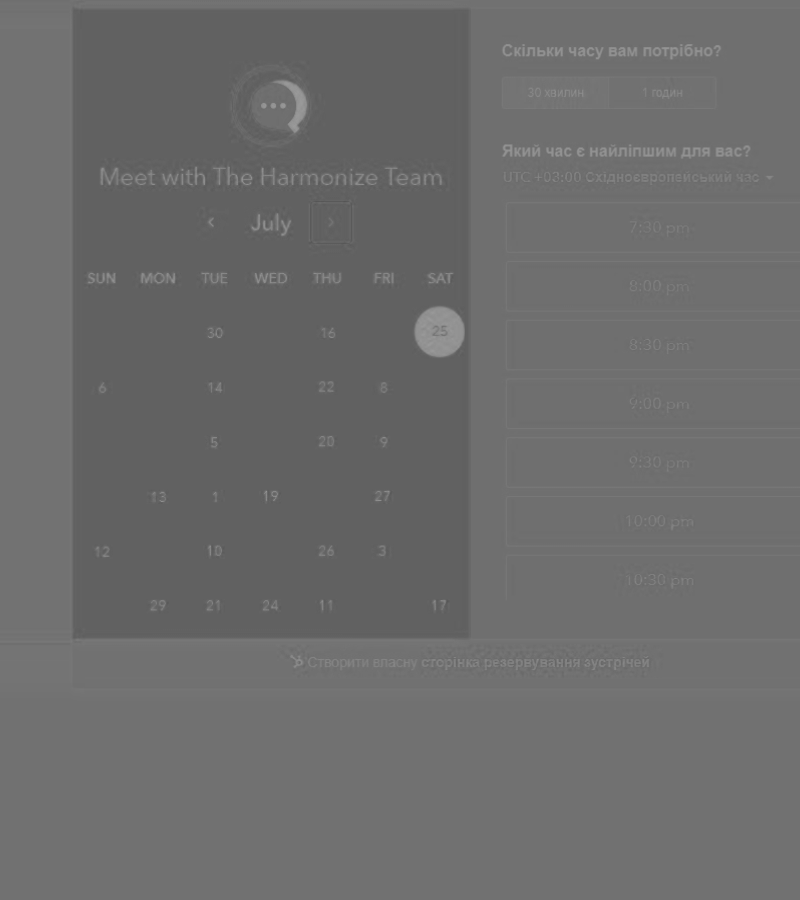 Meet with The Harmonize Team
July
SUN MON TUE WED THU FRI SAT
30 16 25
6 14 22 8
5 20 9
13 1 19 27
12 10 26 3
29 21 24 11 17
Скільки часу вам потрібно?
30 хвилин 1 годин
Який час є найліпшим для вас?
UTC +03:00 Східноєвропейський час
7:30 pm
8:00 pm
8:30 pm
9:00 pm
9:30 pm
10:00 pm
10:30 pm
Створити власну сторінка резервування зустрічей